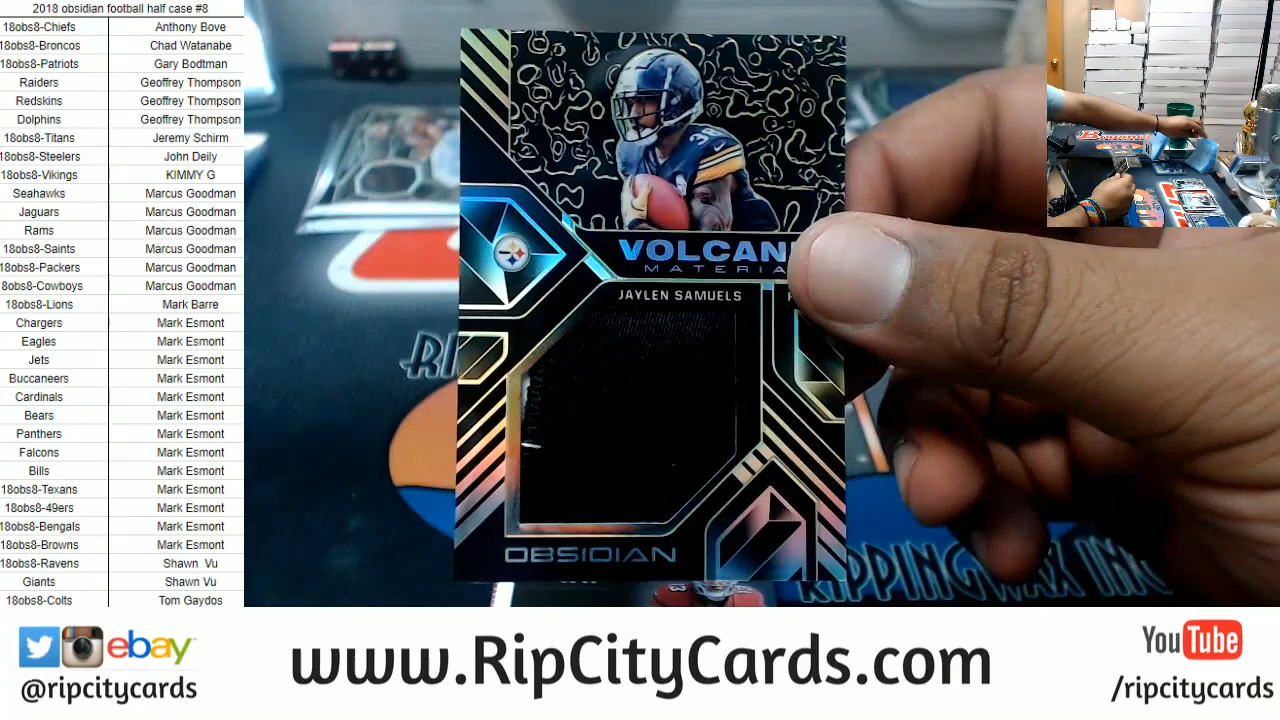 2018 obsidian football half case #8
18obs8-Chiefs Anthony Bove
18obs8-Broncos Chad Watanabe
18obs8-Patriots Gary Bodtman
Raiders Geoffrey Thompson
Redskins Geoffrey Thompson
Dolphins Geoffrey Thompson
18obs8-Titans Jeremy Schirm
18obs8-Steelers John Deily
18obs8-Vikings KIMMY G
Seahawks Marcus Goodman
Jaguars Marcus Goodman
Rams Marcus Goodman
18obs8-Saints Marcus Goodman
18obs8-Packers Marcus Goodman
8obs8-Cowboys Marcus Goodman
18obs8-Lions Mark Barre
Chargers Mark Esmont
Eagles Mark Esmont
Jets Mark Esmont
Buccaneers Mark Esmont
Cardinals Mark Esmont
Bears Mark Esmont
Panthers Mark Esmont
Falcons Mark Esmont
Bills Mark Esmont
18obs8-Texans Mark Esmont
18obs8-49ers Mark Esmont
18obs8-Bengals Mark Esmont
18obs8-Browns Mark Esmont
18obs8-Ravens Shawn Vu
Giants Shawn Vu
18obs8-Colts Tom Gaydos
38
VOLCANI
MATERIA
JAYLEN SAMUELS
OBSIDIAN
RI
RIPPINGWAX INC
ebay
@ripcitycards
www.RipCityCards.com
YouTube
/ripcitycards